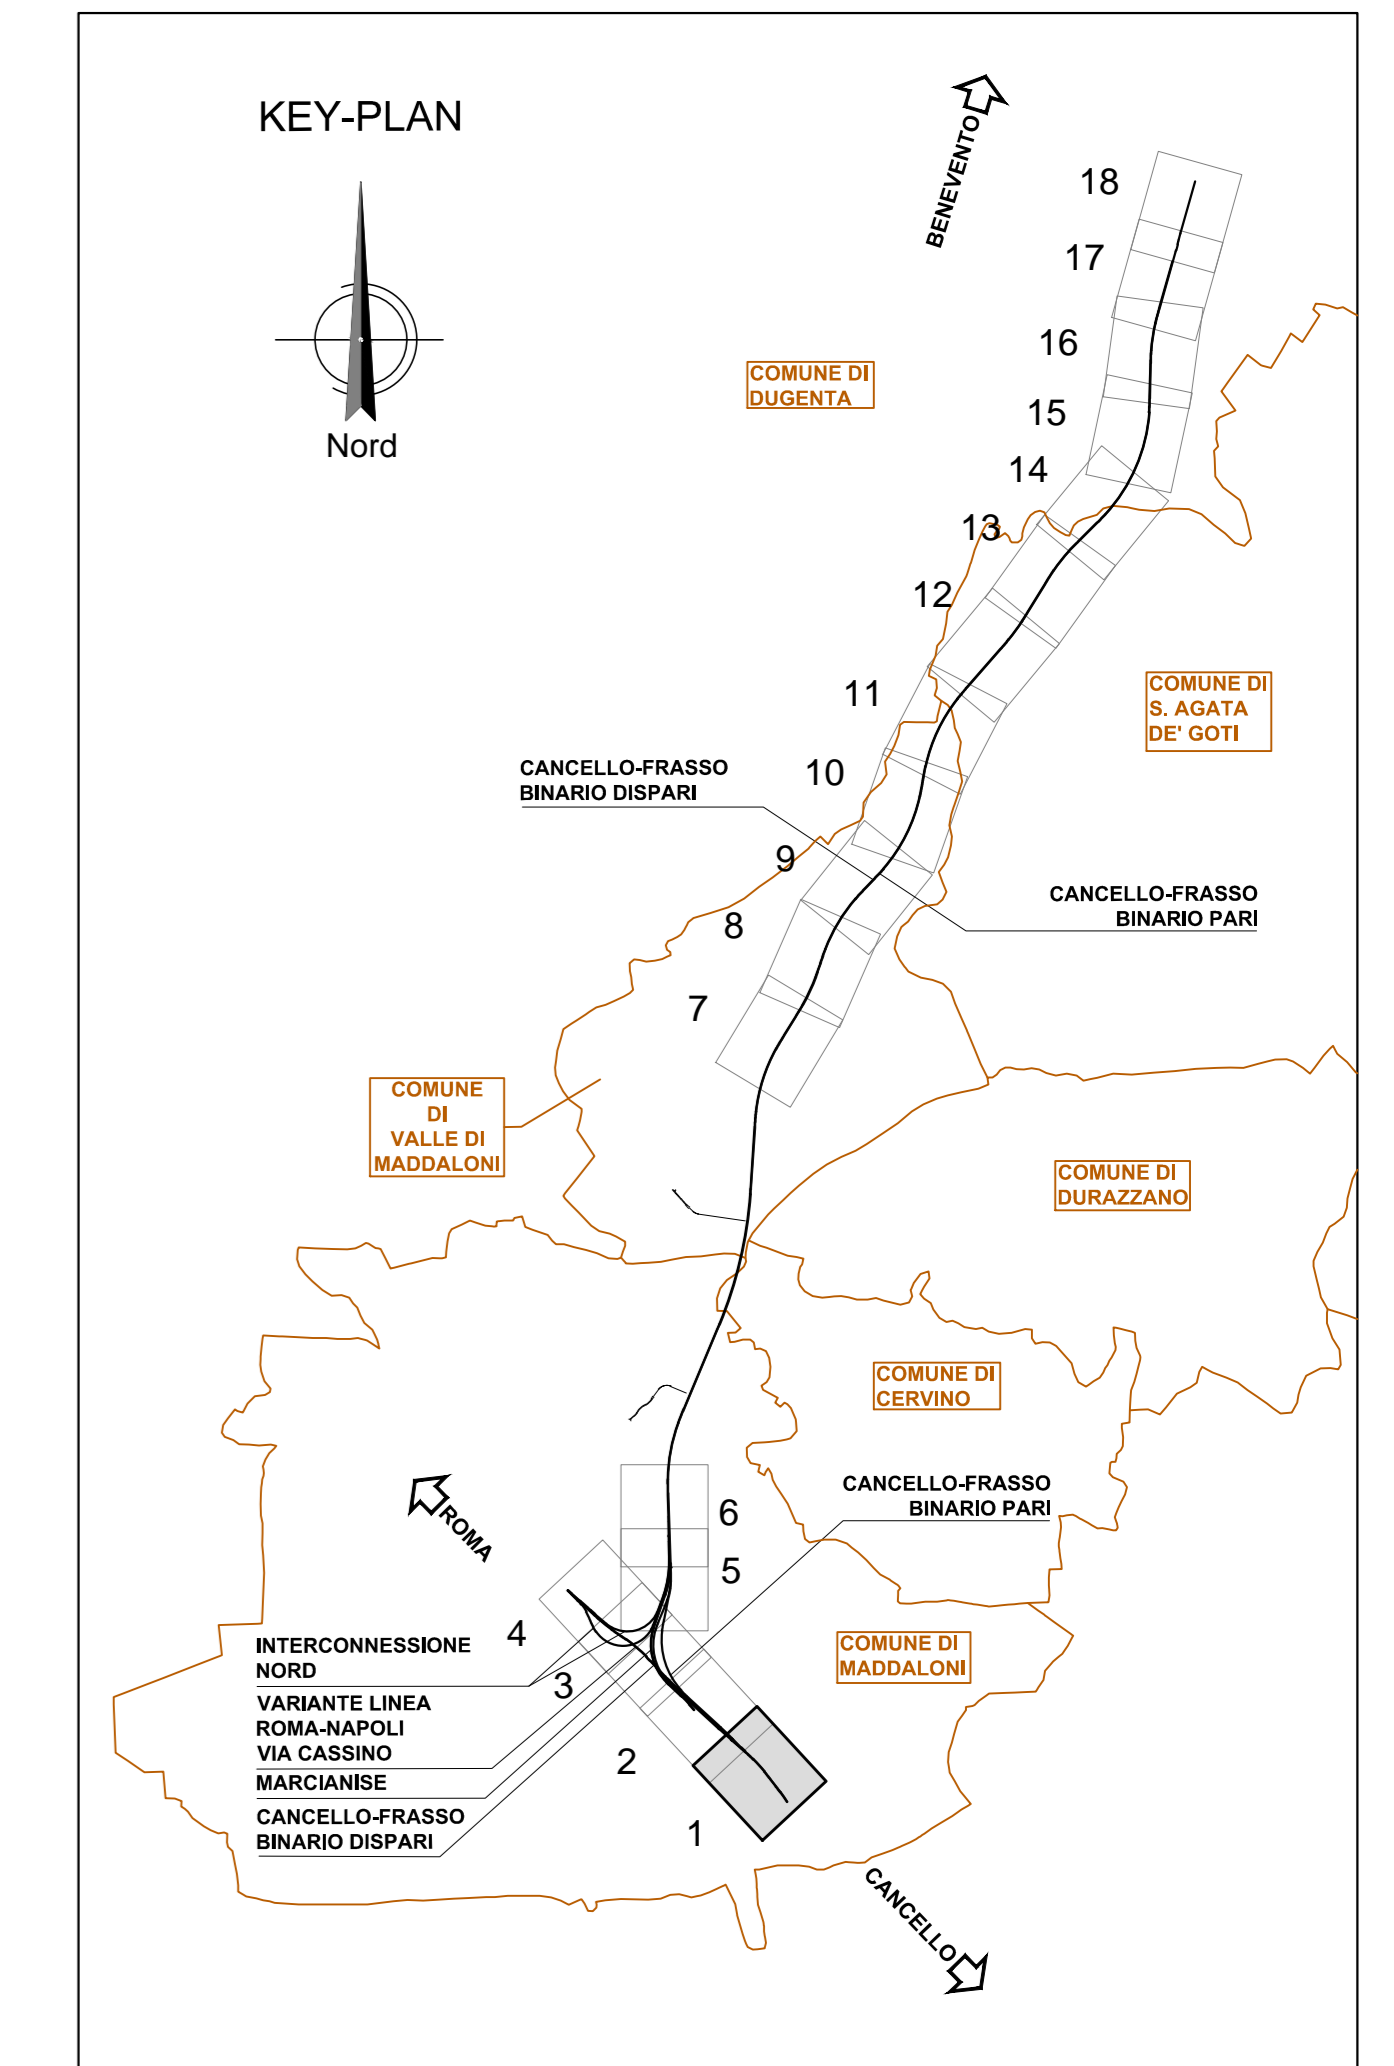 KEY-PLAN
Nord
BENEVENTO
18
17
16
15
14
13
12
11
10
9
8
7
COMUNE DI
DUGENTA
COMUNE DI
S. AGATA
DE' GOTI
CANCELLO-FRASSO
BINARIO DISPARI
CANCELLO-FRASSO
BINARIO PARI
COMUNE
DI
VALLE DI
MADDALONI
COMUNE DI
DURAZZANO
COMUNE DI
CERVINO
CANCELLO-FRASSO
BINARIO PARI
ROMA
6
5
4
3
2
1
INTERCONNESSIONE
NORD
VARIANTE LINEA
ROMA-NAPOLI
VIA CASSINO
MARCIANISE
CANCELLO-FRASSO
BINARIO DISPARI
COMUNE DI
MADDALONI
CANCELLO